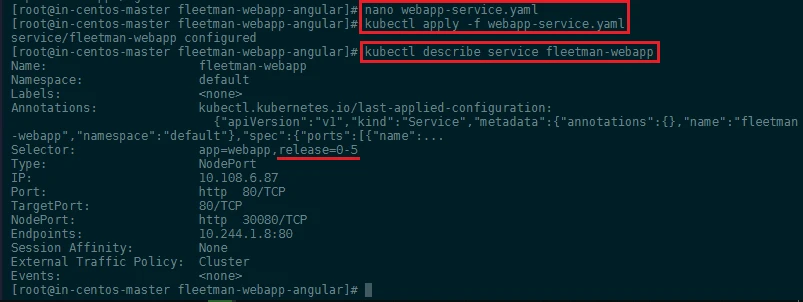 [root@in-centos-master fleetman-webapp-angular]# nano webapp-service.yaml
[root@in-centos-master fleetman-webapp-angular]# kubectl apply -f webapp-service.yaml
service/fleetman-webapp configured
[root@in-centos-master fleetman-webapp-angular]# kubectl describe service fleetman-webapp
Name:                     fleetman-webapp
Namespace:                default
Labels:                   <none>
Annotations:              kubectl.kubernetes.io/last-applied-configuration:
                            {"apiVersion":"v1","kind":"Service","metadata":{"annotations":{},"name":"fleetman
-webapp","namespace":"default"},"spec":{"ports":[{"name":...
Selector:                 app=webapp,release=0-5
Type:                     NodePort
IP:                       10.108.6.87
Port:                     http  80/TCP
TargetPort:               80/TCP
NodePort:                 http  30080/TCP
Endpoints:                10.244.1.8:80
Session Affinity:         None
External Traffic Policy:  Cluster
Events:                   <none>
[root@in-centos-master fleetman-webapp-angular]#